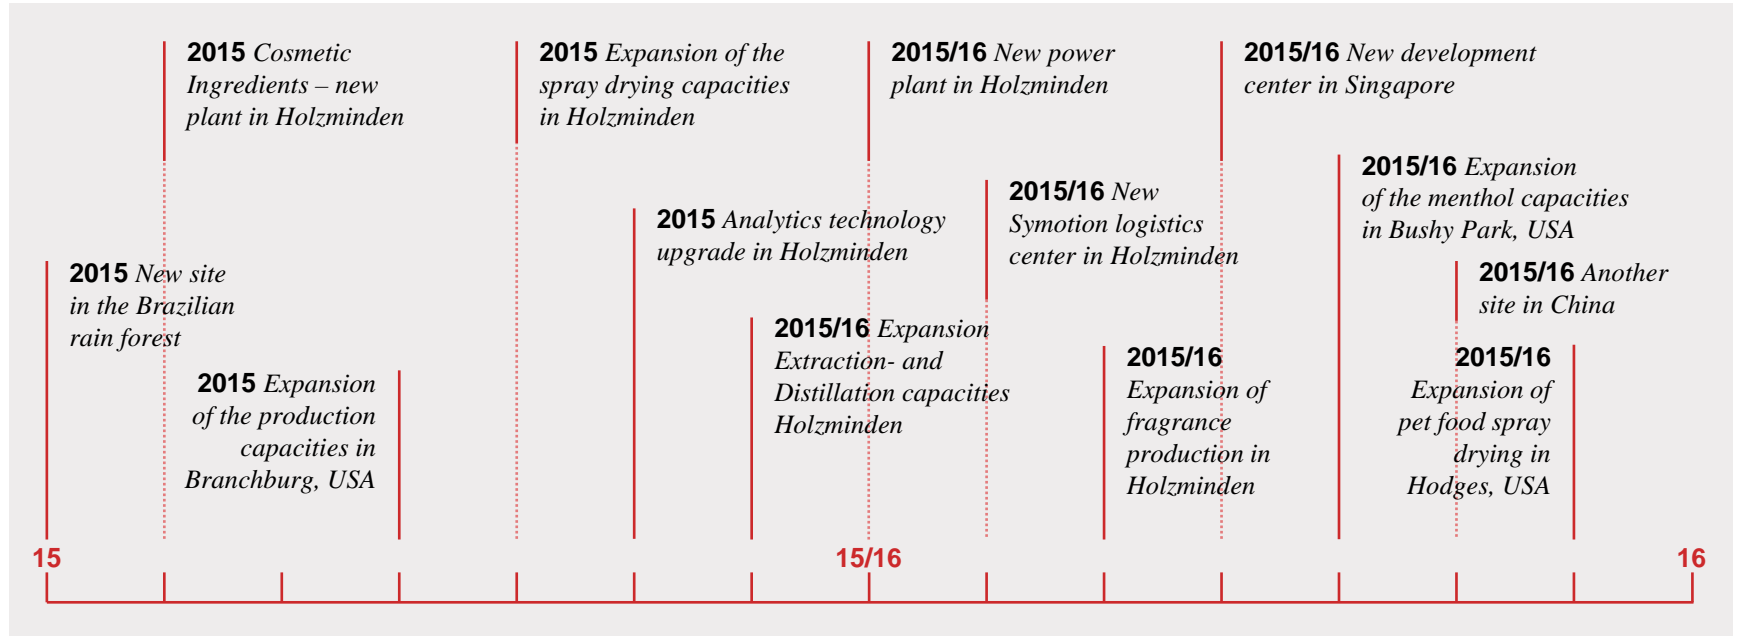 2015 Cosmetic
Ingredients – new
plant in Holzminden
2015 Expansion of the
spray drying capacities
in Holzminden
2015/16 New power
plant in Holzminden
2015/16 New development
center in Singapore
2015/16 Expansion
of the menthol capacities
in Bushy Park, USA
2015/16 New
Symotion logistics
center in Holzminden
2015 Analytics technology
upgrade in Holzminden
2015 New site
in the Brazilian
rain forest
2015/16 Another
site in China
2015/16 Expansion
Extraction- and
Distillation capacities
Holzminden
2015/16
Expansion of
fragrance
production in
Holzminden
2015/16
Expansion of
pet food spray
drying in
Hodges, USA
2015 Expansion
of the production
capacities in
Branchburg, USA
15
15/16
16